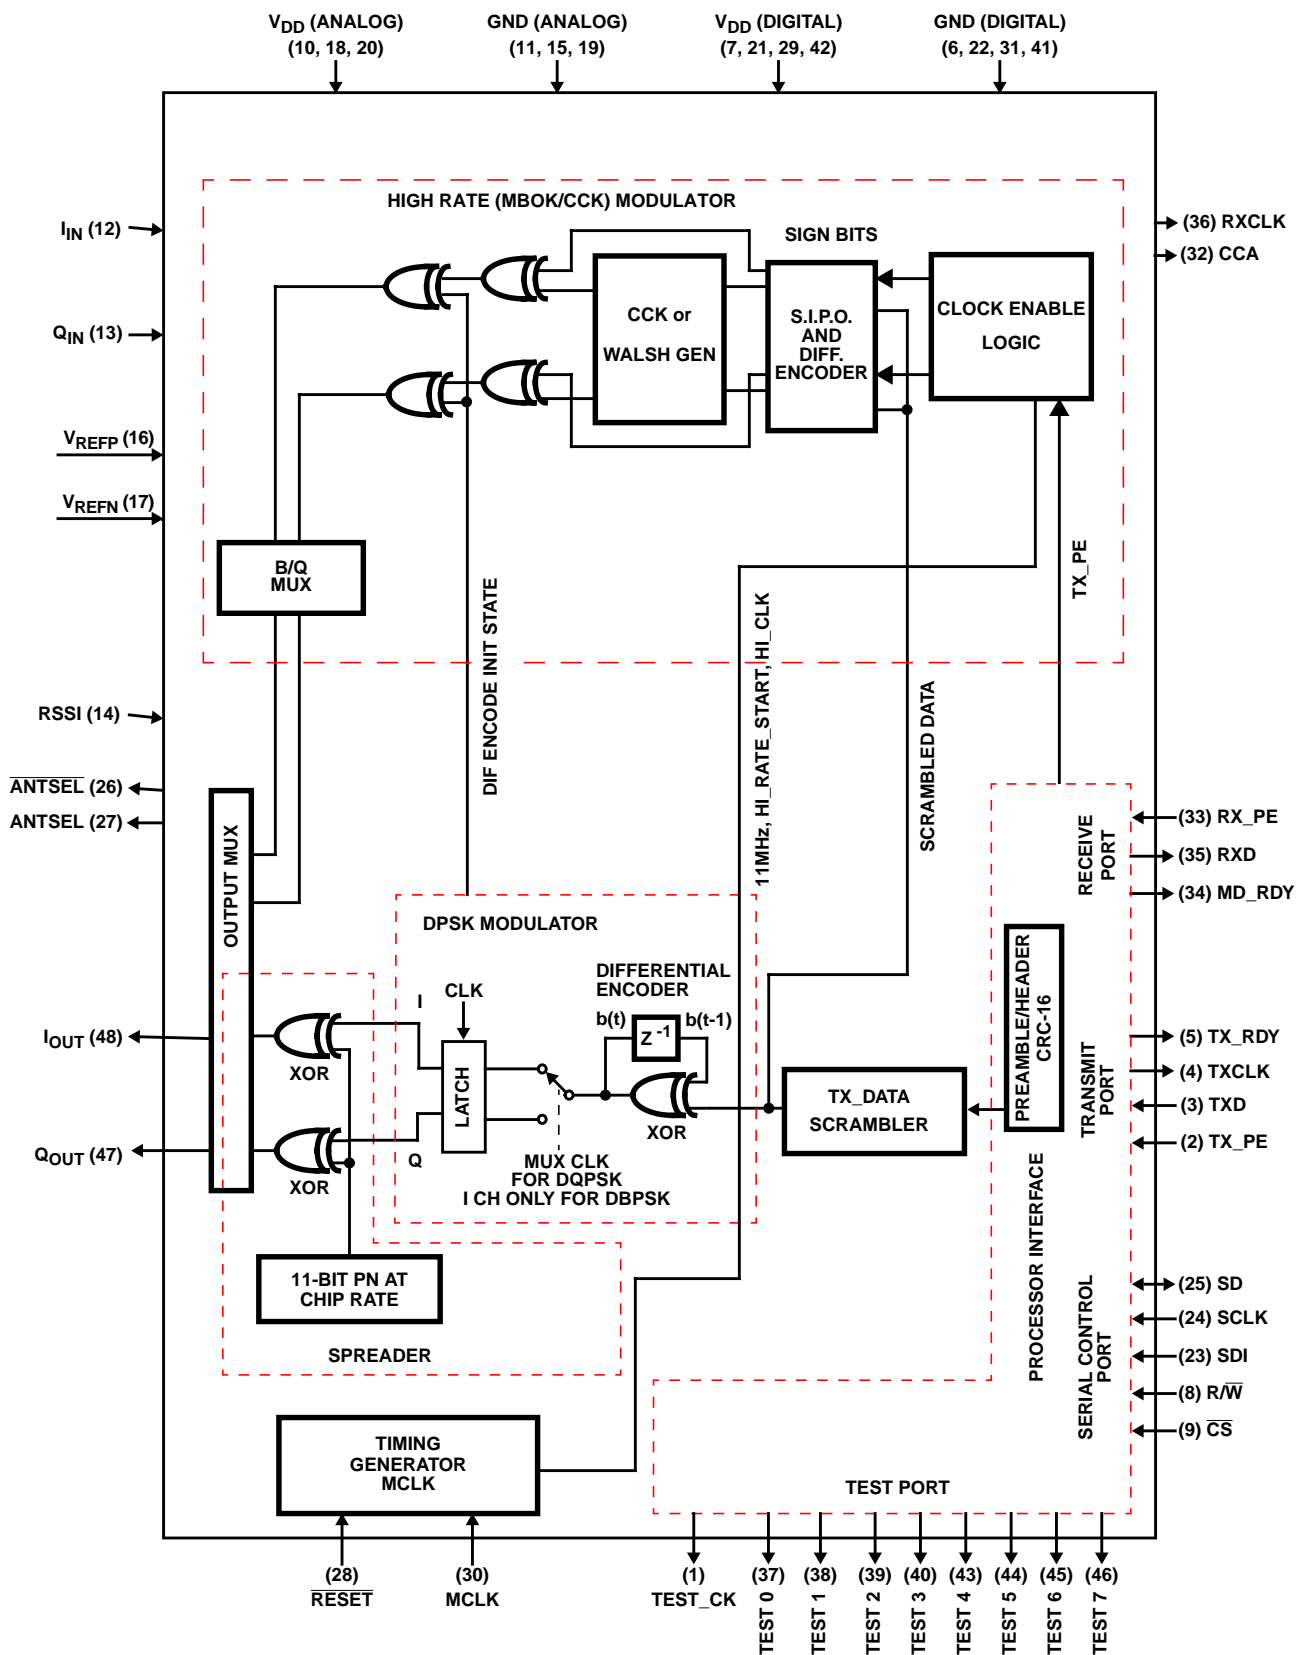 VDD (ANALOG)
(10, 18, 20)
GND (ANALOG)
(11, 15, 19)
VDD (DIGITAL)
(7, 21, 29, 42)
GND (DIGITAL)
(6, 22, 31, 41)
HIGH RATE (MBOK/CCK) MODULATOR
IIN (12)
QIN (13)
VREFP (16)
VREFN (17)
SIGN BITS
CCK or
WALSH GEN
S.I.P.O.
AND
DIFF.
ENCODER
CLOCK ENABLE
LOGIC
(36) RXCLK
(32) CCA
B/Q
MUX
DIF ENCODE INIT STATE
11MHz, HI_RATE_START, HI_CLK
SCRAMBLED DATA
TX_PE
RSSI (14)
ANTSEL (26)
ANTSEL (27)
OUTPUT MUX
IOUT (48)
QOUT (47)
DPSK MODULATOR
DIFFERENTIAL
ENCODER
CLK
I
b(t)
Z -1
b(t-1)
LATCH
Q
XOR
XOR
XOR
MUX CLK
FOR DQPSK
I CH ONLY FOR DBPSK
TX_DATA
SCRAMBLER
PREAMBLE/HEADER
CRC-16
RECEIVE
PORT
TRANSMIT
PORT
PROCESSOR INTERFACE
SERIAL CONTROL
PORT
(33) RX_PE
(35) RXD
(34) MD_RDY
(5) TX_RDY
(4) TXCLK
(3) TXD
(2) TX_PE
(25) SD
(24) SCLK
(23) SDI
(8) R/W
(9) CS
11-BIT PN AT
CHIP RATE
SPREADER
TIMING
GENERATOR
MCLK
TEST PORT
(28)
RESET
(30)
MCLK
(1)
TEST_CK
(37)
TEST 0
(38)
TEST 1
(39)
TEST 2
(40)
TEST 3
(43)
TEST 4
(44)
TEST 5
(45)
TEST 6
(46)
TEST 7